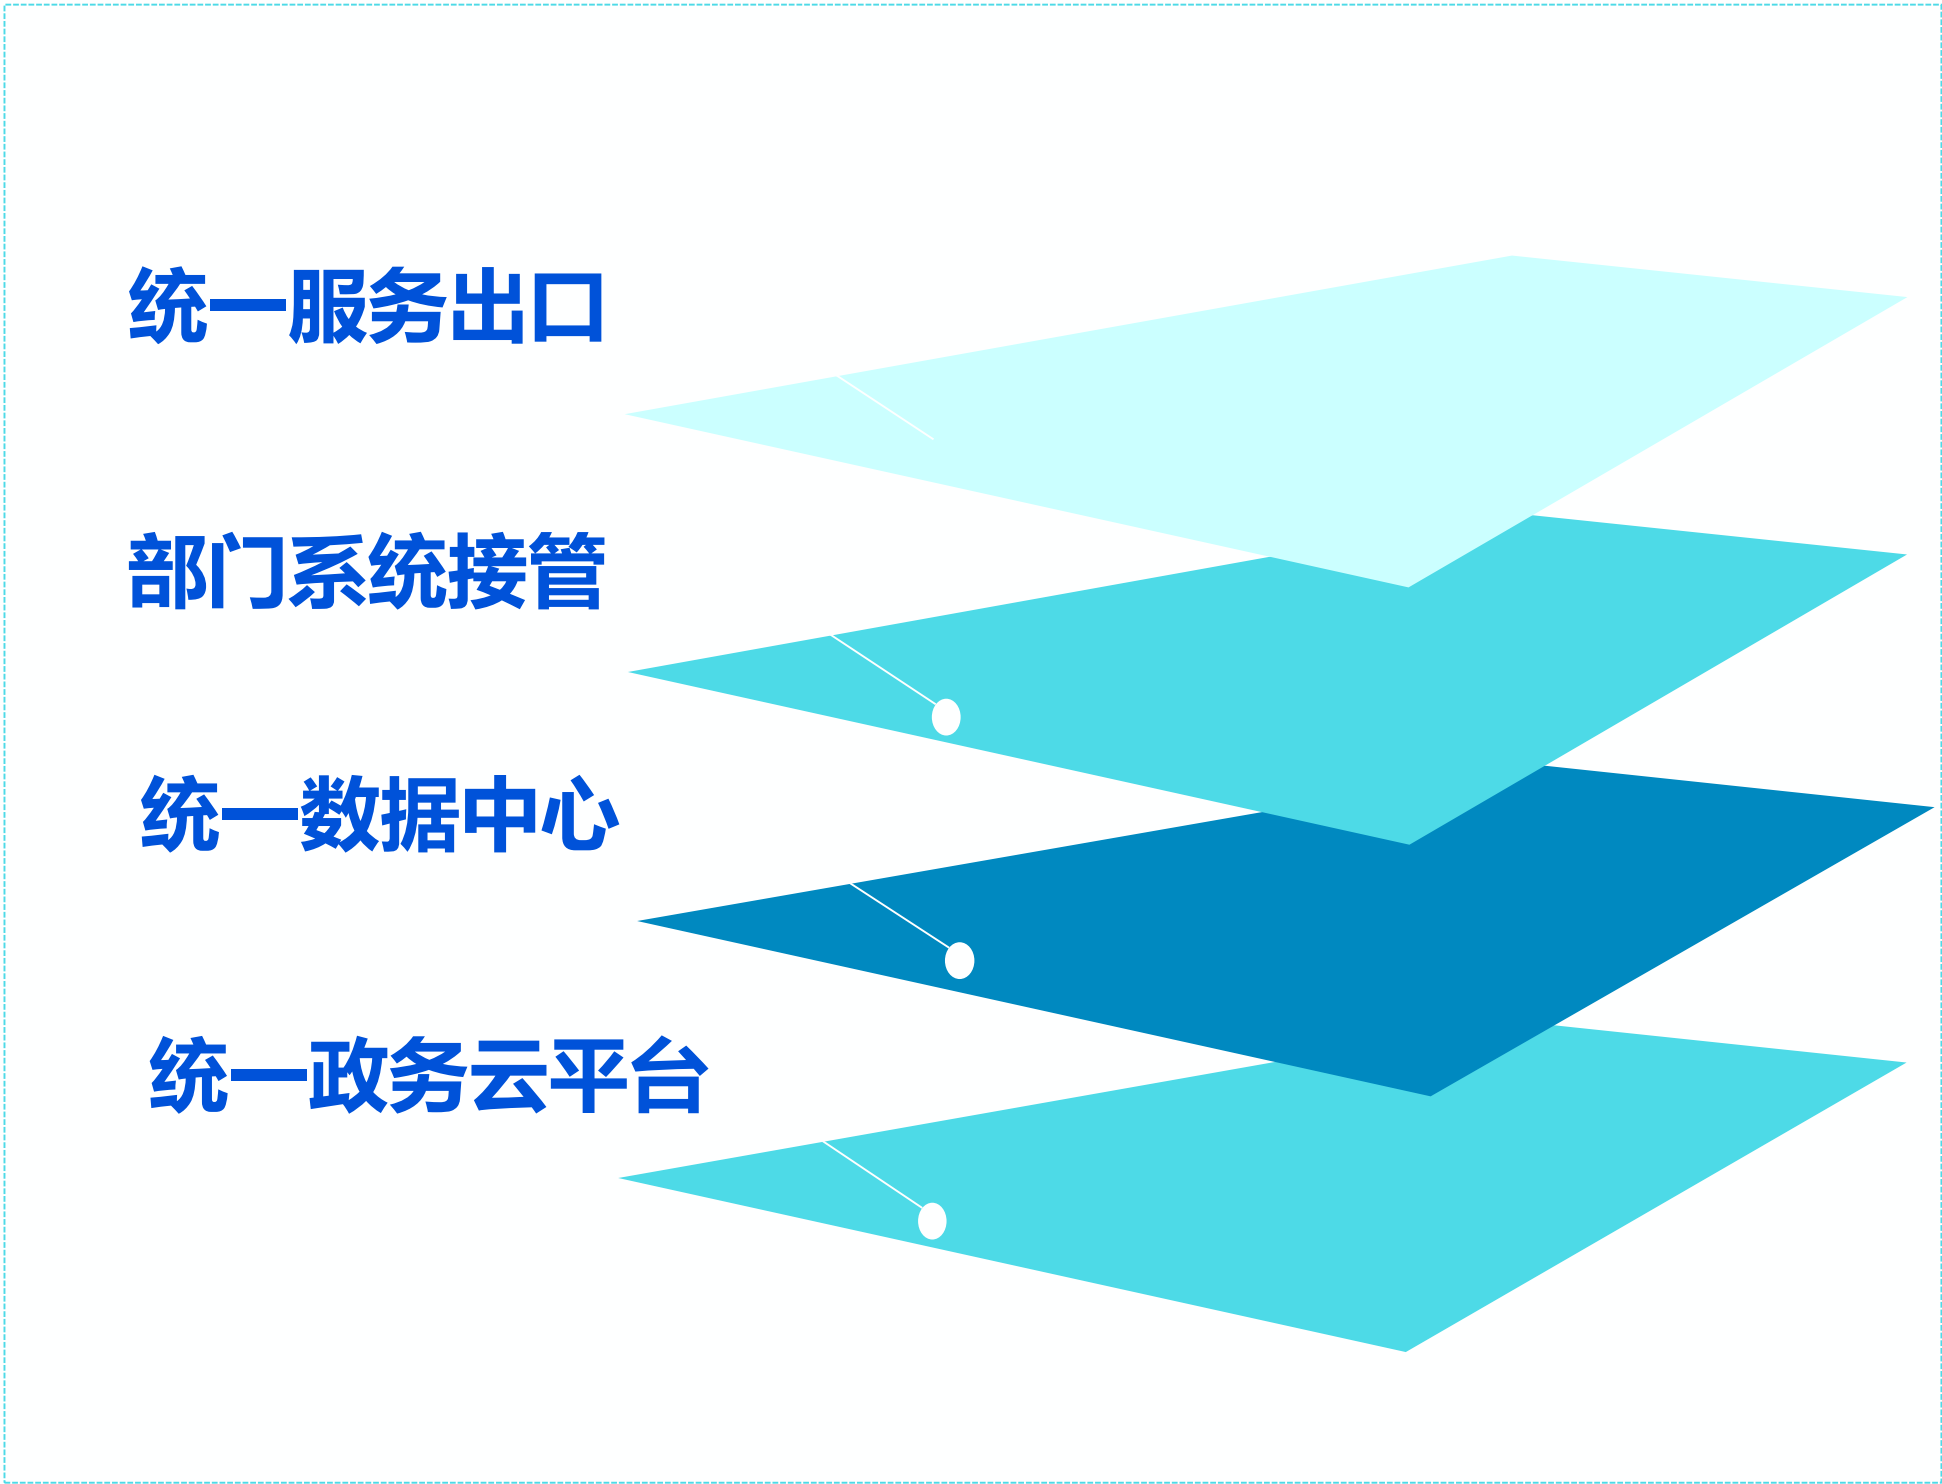 统一服务出口
部门系统接管
统一数据中心
统一政务云平台